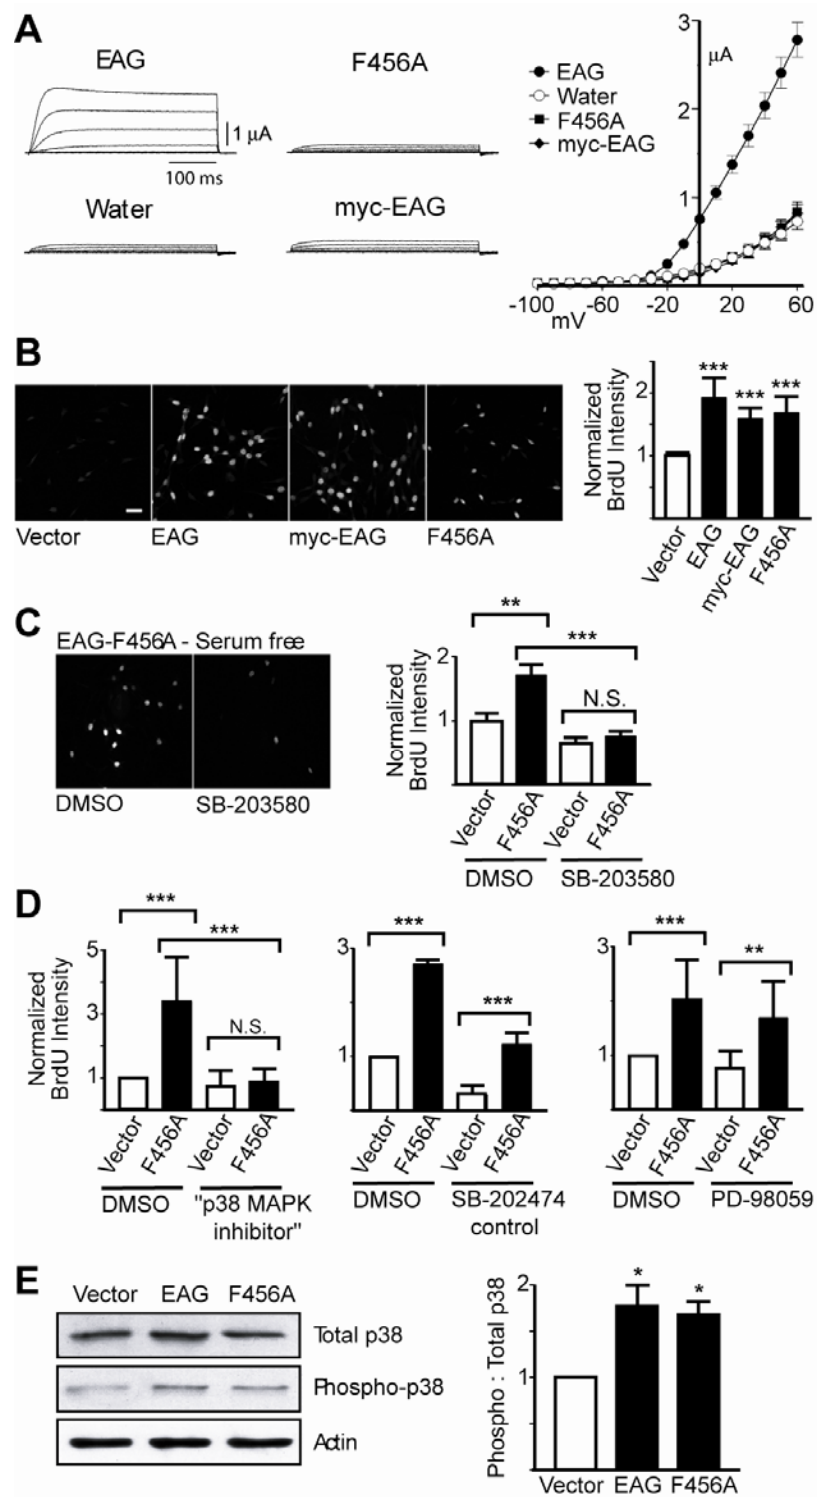 A
EAG
F456A
1 µA
100 ms
Water
myc-EAG
EAG
Water
F456A
myc-EAG
3
µA
2
1
-100 -60 -20 20 60
mV
B
Vector EAG myc-EAG F456A
Normalized
BrdU Intensity
2
1
***
***
***
Vector
EAG
myc-EAG
F456A
C
EAG-F456A - Serum free
DMSO SB-203580
Normalized
BrdU Intensity
2
1
**
***
N.S.
Vector
F456A
Vector
F456A
DMSO SB-203580
D
Normalized
BrdU Intensity
5
3
1
***
***
N.S.
Vector
F456A
Vector
F456A
DMSO "p38 MAPK
inhibitor"
3
1
***
***
Vector
F456A
Vector
F456A
DMSO SB-202474
control
3
1
***
**
Vector
F456A
Vector
F456A
DMSO PD-98059
E
Vector EAG F456A
Total p38
Phospho-p38
Actin
Phospho : Total p38
2
1
*
*
Vector EAG F456A